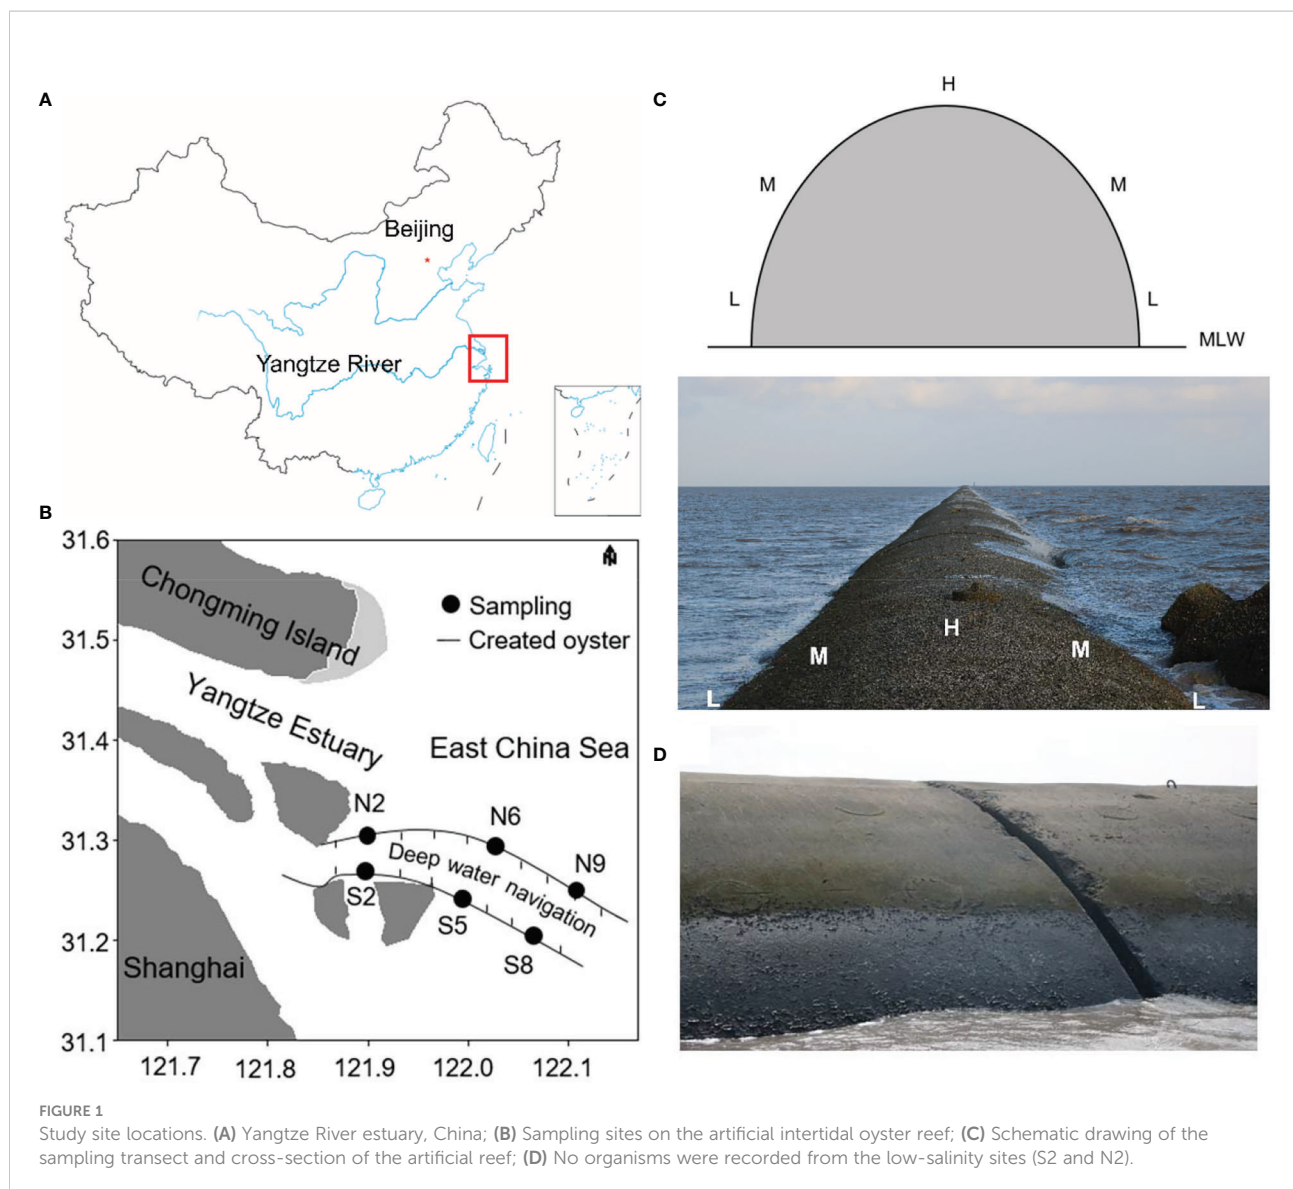 A
Beijing
Yangtze River
B
31.6
31.5
31.4
31.3
31.2
31.1
121.7
121.8
121.9
122.0
122.1
N
Chongming Island
Sampling
Created oyster
Yangtze Estuary
East China Sea
N2
N6
N9
Deep water navigation
S2
S5
S8
Shanghai
C
H
M
M
L
L
MLW
H
M
M
L
L
D
FIGURE 1
Study site locations. (A) Yangtze River estuary, China; (B) Sampling sites on the artificial intertidal oyster reef; (C) Schematic drawing of the
sampling transect and cross-section of the artificial reef; (D) No organisms were recorded from the low-salinity sites (S2 and N2).